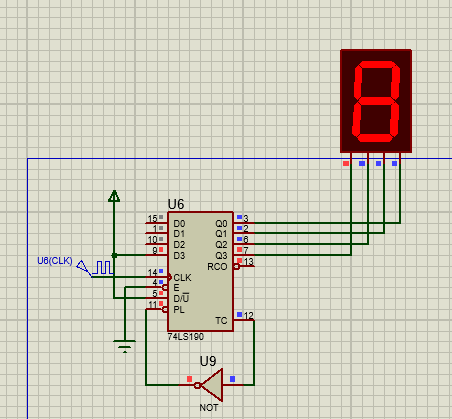 8
U6
15 D0 Q0 3
1 D1 Q1 2
10 D2 Q2 6
9 D3 Q3 7
RCO 13
U6(CLK)
14 CLK
4 E
5 D/U
11 PL
TC 12
74LS190
U9
NOT